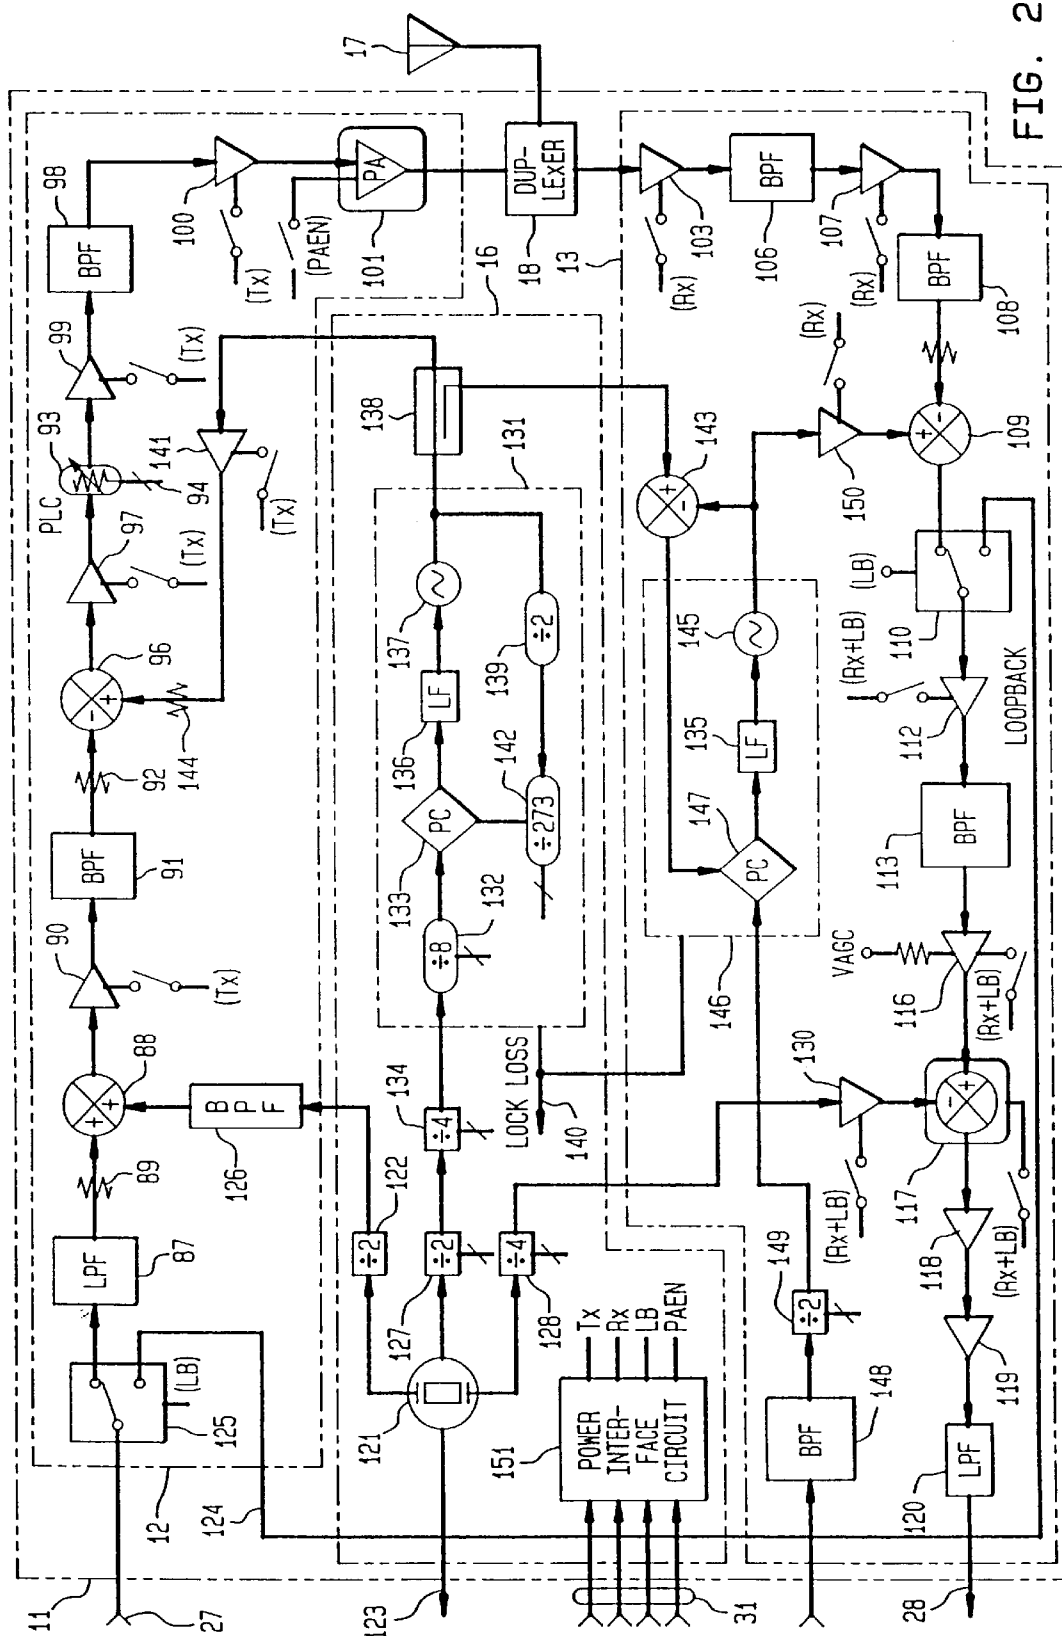 FIG. 2
11
27
12
124
125
(LB)
LPF
87
89
88
126
BPF
90
(Tx)
BPF
91
92
144
96
97
(Tx)
PLC
93
94
141
(Tx)
99
(Tx)
BPF
98
100
(Tx)
(PAEN)
PA
101
17
DUP-
LEXER
18
16
13
123
121
÷2
122
÷2
127
÷4
128
÷4
134
÷8
132
PC
133
LF
136
137
÷2
139
÷273
142
131
138
LOCK LOSS
140
31
151
POWER
INTER-
FACE
CIRCUIT
Tx
Rx
LB
PAEN
BPF
148
÷2
149
146
PC
147
LF
135
145
143
150
(Rx)
103
(Rx)
BPF
106
107
(Rx)
BPF
108
109
110
(LB)
LOOPBACK
112
(Rx+LB)
BPF
113
VAGC
116
(Rx+LB)
130
(Rx+LB)
117
(Rx+LB)
118
119
LPF
120
28